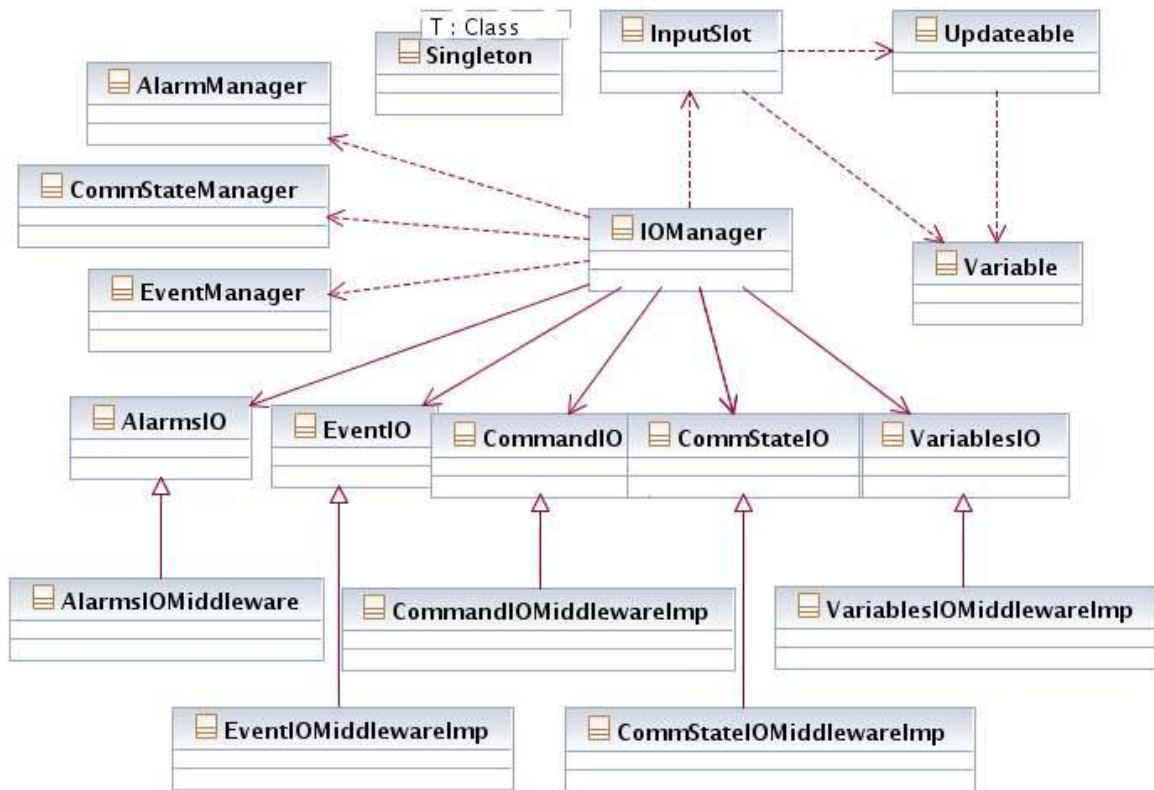 T : Class
Singleton
InputSlot
Updateable
AlarmManager
CommStateManager
IOManager
Variable
EventManager
AlarmsIO
EventIO
CommandIO
CommStateIO
VariablesIO
AlarmsIOMiddleware
CommandIOMiddlewareImp
VariablesIOMiddlewareImp
EventIOMiddlewareImp
CommStateIOMiddlewareImp